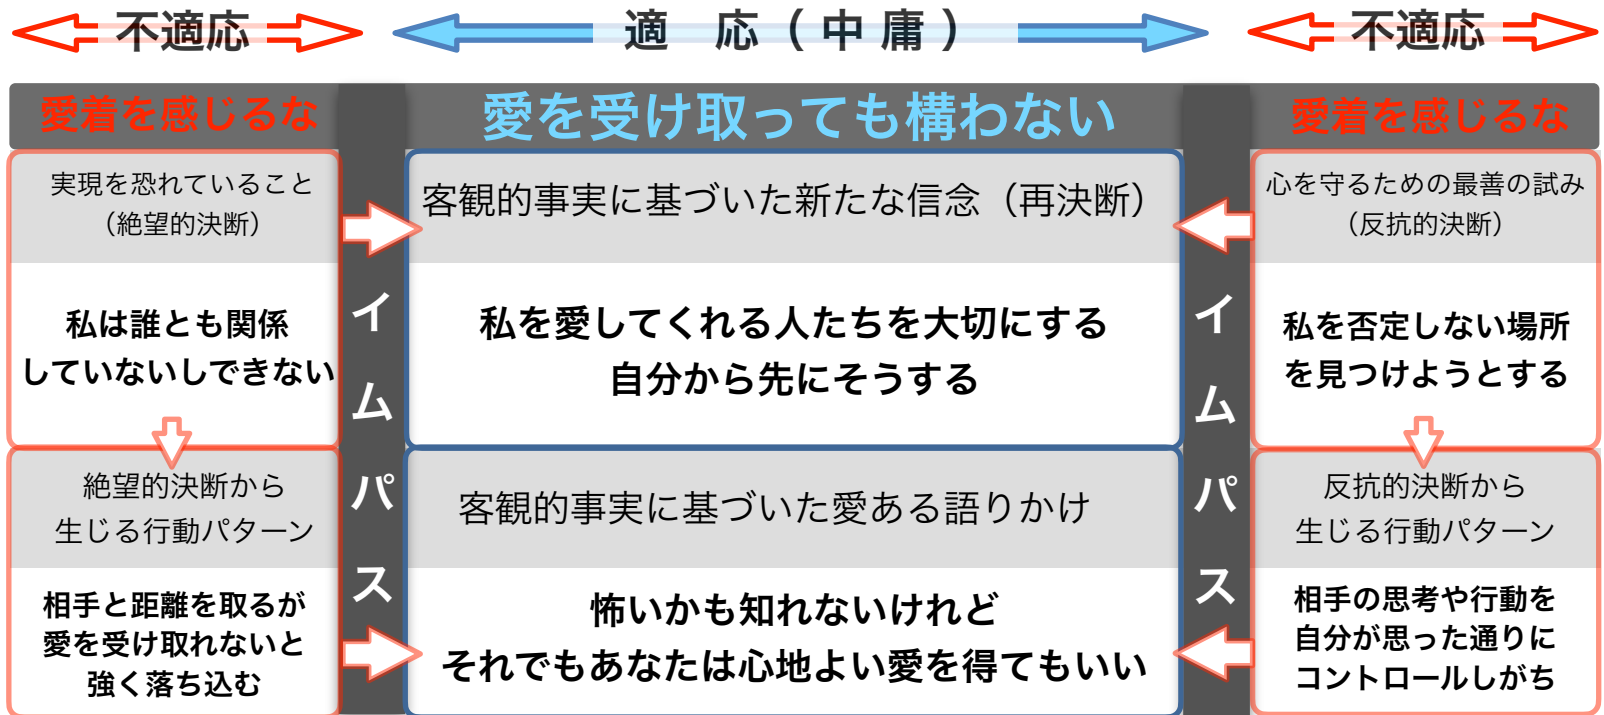 不適応
適　応（中庸）
不適応
愛着を感じるな
愛を受け取っても構わない
愛着を感じるな
実現を恐れていること
（絶望的決断）
客観的事実に基づいた新たな信念（再決断）
心を守るための最善の試み
（反抗的決断）
私は誰とも関係
していないしできない
イムパス
私を愛してくれる人たちを大切にする
自分から先にそうする
イムパス
私を否定しない場所
を見つけようとする
絶望的決断から
生じる行動パターン
客観的事実に基づいた愛ある語りかけ
反抗的決断から
生じる行動パターン
相手と距離を取るが
愛を受け取れないと
強く落ち込む
怖いかも知れないけれど
それでもあなたは心地よい愛を得てもいい
相手の思考や行動を
自分が思った通りに
コントロールしがち